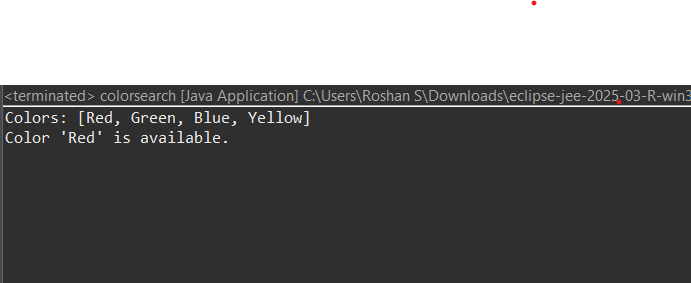 <terminated> colorsearch [Java Application] C:\Users\Roshan S\Downloads\eclipse-jee-2025-03-R-win3
Colors: [Red, Green, Blue, Yellow]
Color 'Red' is available.